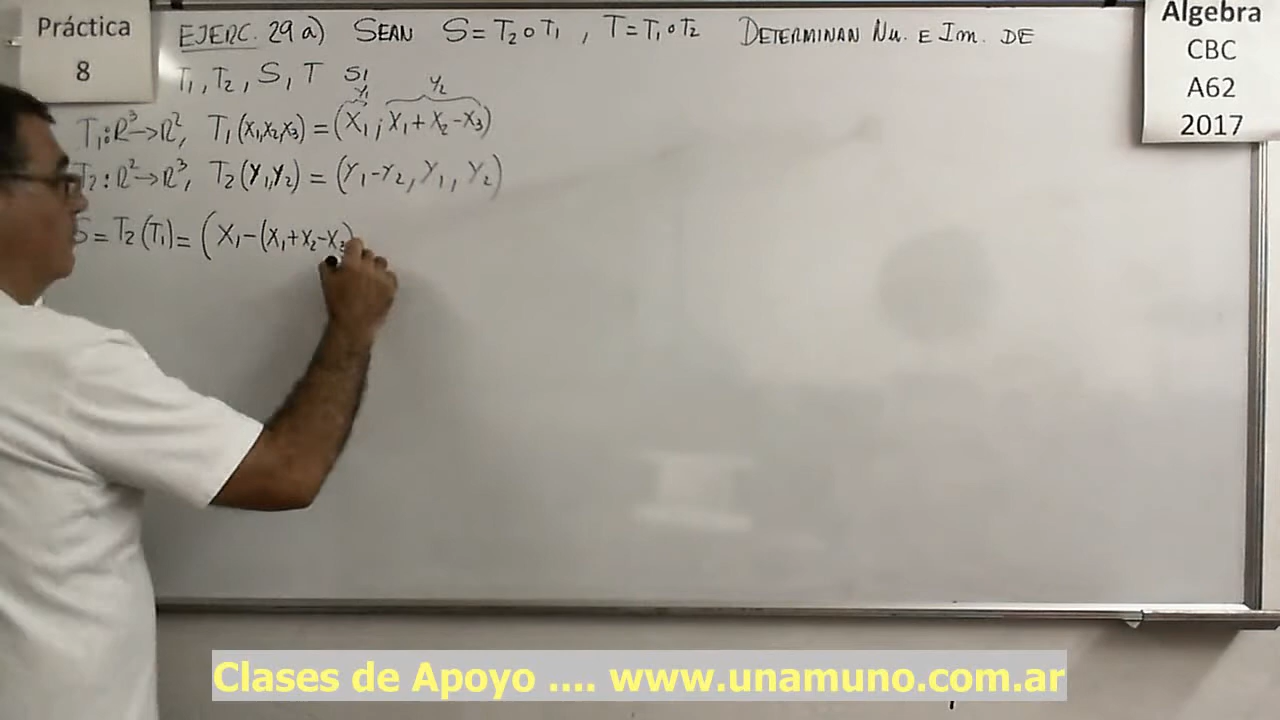 Práctica
8
EJERC. 29 a) SEAN S = T₂ o T₁ , T = T₁ o T₂ DETERMINAN Nu. E Im. DE
T₁, T₂, S, T SI
Y₁ Y₂
T₁: ℝ³→ℝ², T₁(X₁,X₂,X₃) = (X₁ ; X₁ + X₂ - X₃)
T₂: ℝ²→ℝ³, T₂(Y₁,Y₂) = (Y₁ - Y₂, Y₁, Y₂)
S = T₂(T₁) = (X₁ - (X₁ + X₂ - X₃)
Algebra
CBC
A62
2017
Clases de Apoyo .... www.unamuno.com.ar